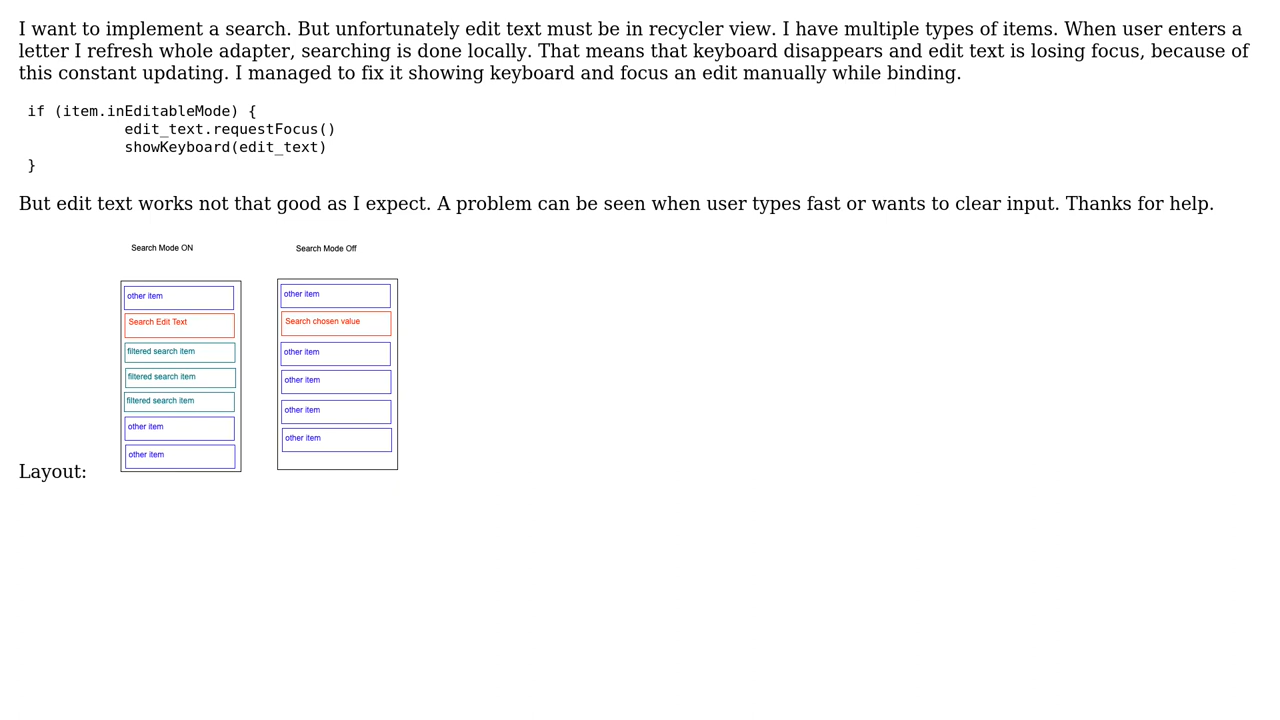 I want to implement a search. But unfortunately edit text must be in recycler view. I have multiple types of items. When user enters a
letter I refresh whole adapter, searching is done locally. That means that keyboard disappears and edit text is losing focus, because of
this constant updating. I managed to fix it showing keyboard and focus an edit manually while binding.
if (item.inEditableMode) {
edit_text.requestFocus()
showKeyboard(edit_text)
}
But edit text works not that good as I expect. A problem can be seen when user types fast or wants to clear input. Thanks for help.
Search Mode ON
other item
Search Edit Text
filtered search item
filtered search item
filtered search item
other item
other item
Search Mode Off
other item
Search chosen value
other item
other item
other item
other item
Layout: